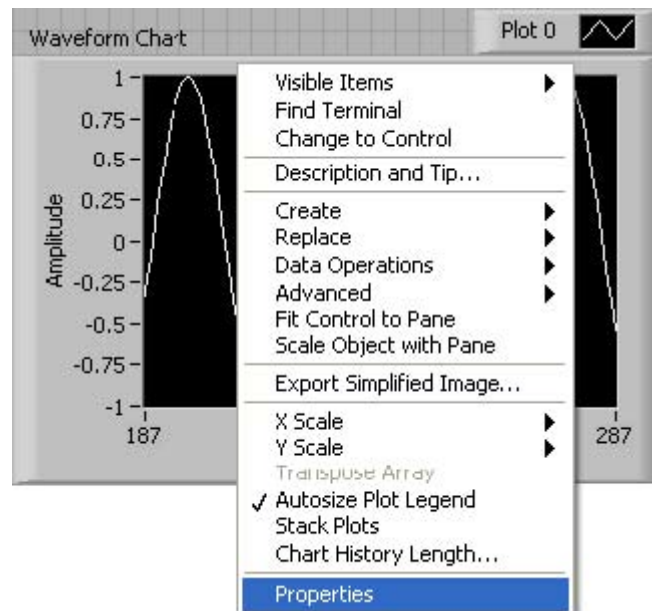 Waveform Chart
Plot 0
1
0.75
0.5
0.25
0
-0.25
-0.5
-0.75
-1
Amplitude
187
287
Visible Items
Find Terminal
Change to Control
Description and Tip...
Create
Replace
Data Operations
Advanced
Fit Control to Pane
Scale Object with Pane
Export Simplified Image...
X Scale
Y Scale
Transpose Array
Autosize Plot Legend
Stack Plots
Chart History Length...
Properties